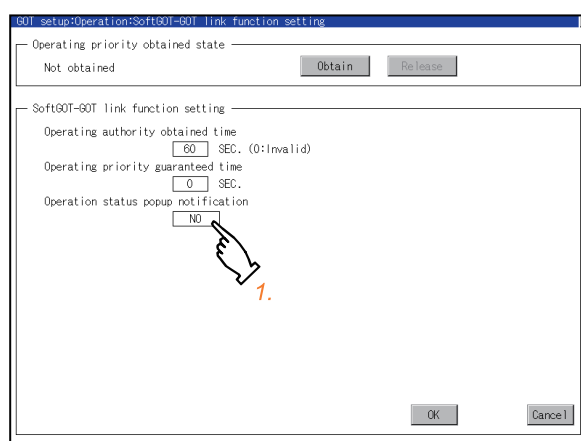 GOT setup:Operation:SoftGOT-GOT link function setting
Operating priority obtained state
Not obtained
Obtain
Release
SoftGOT-GOT link function setting
Operating authority obtained time
60 SEC. (0:Invalid)
Operating priority guaranteed time
0 SEC.
Operation status popup notification
NO
1.
OK
Cancel